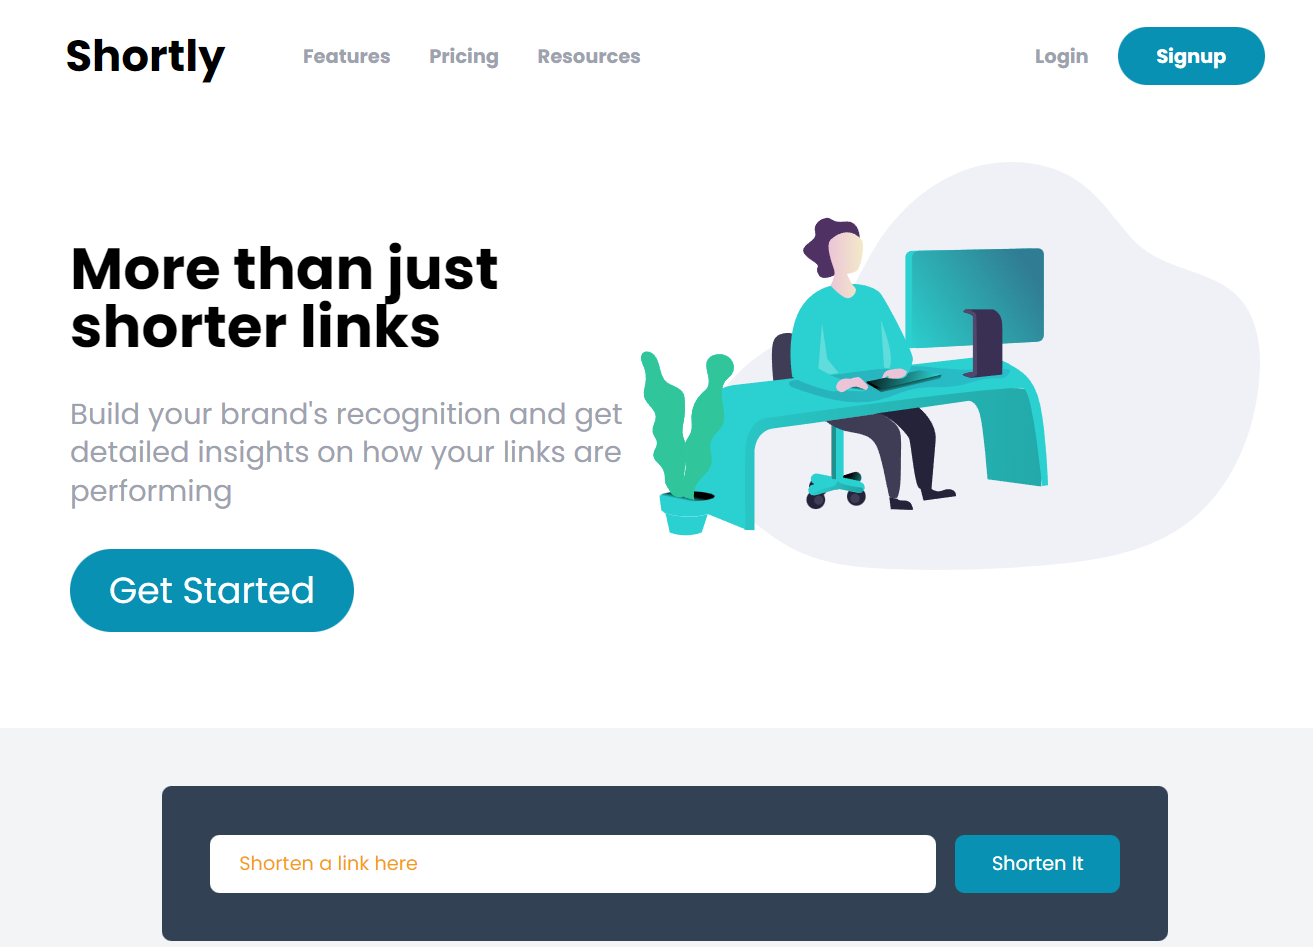 Shortly
Features
Pricing
Resources
Login
Signup
More than just
shorter links
Build your brand's recognition and get
detailed insights on how your links are
performing
Get Started
Shorten a link here
Shorten It